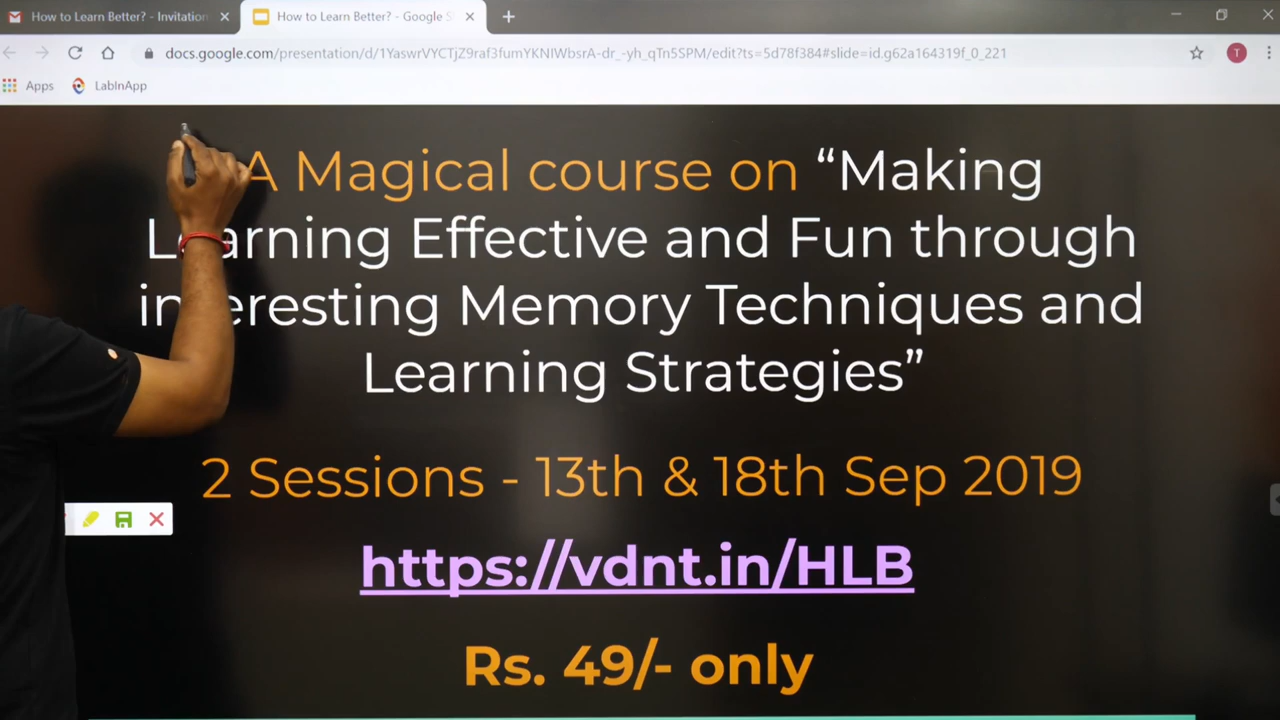 How to Learn Better? - Invitation
How to Learn Better? - Google S
docs.google.com/presentation/d/1YaswrVYCTjZ9raf3fumYKNIWbsrA-dr_-yh_qTn5SPM/edit?ts=5d78f384#slide=id.g62a164319f_0_221
T
Apps
LabInApp
A Magical course on “Making
Learning Effective and Fun through
interesting Memory Techniques and
Learning Strategies”
2 Sessions - 13th & 18th Sep 2019
https://vdnt.in/HLB
Rs. 49/- only